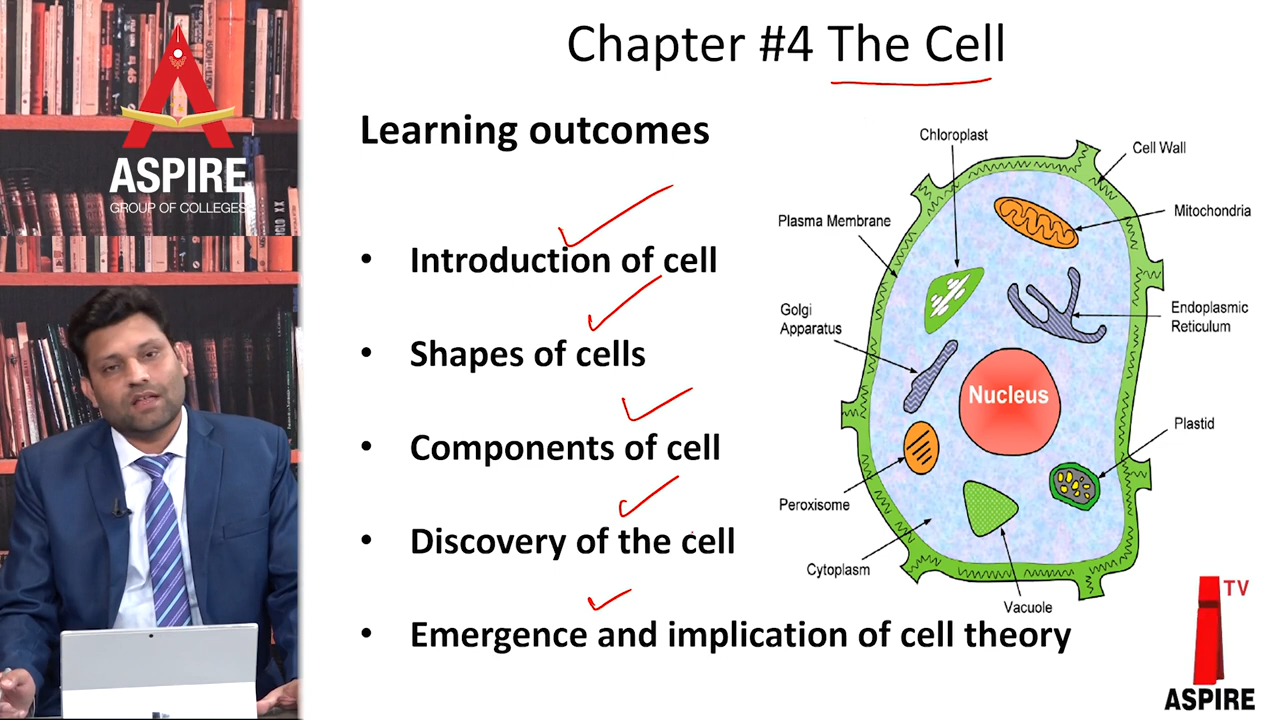 Chapter #4 The Cell
Learning outcomes
• Introduction of cell
• Shapes of cells
• Components of cell
• Discovery of the cell
• Emergence and implication of cell theory
Chloroplast
Cell Wall
Plasma Membrane
Mitochondria
Golgi
Apparatus
Endoplasmic
Reticulum
Nucleus
Plastid
Peroxisome
Cytoplasm
Vacuole
ASPIRE
GROUP OF COLLEGES
TV
ASPIRE